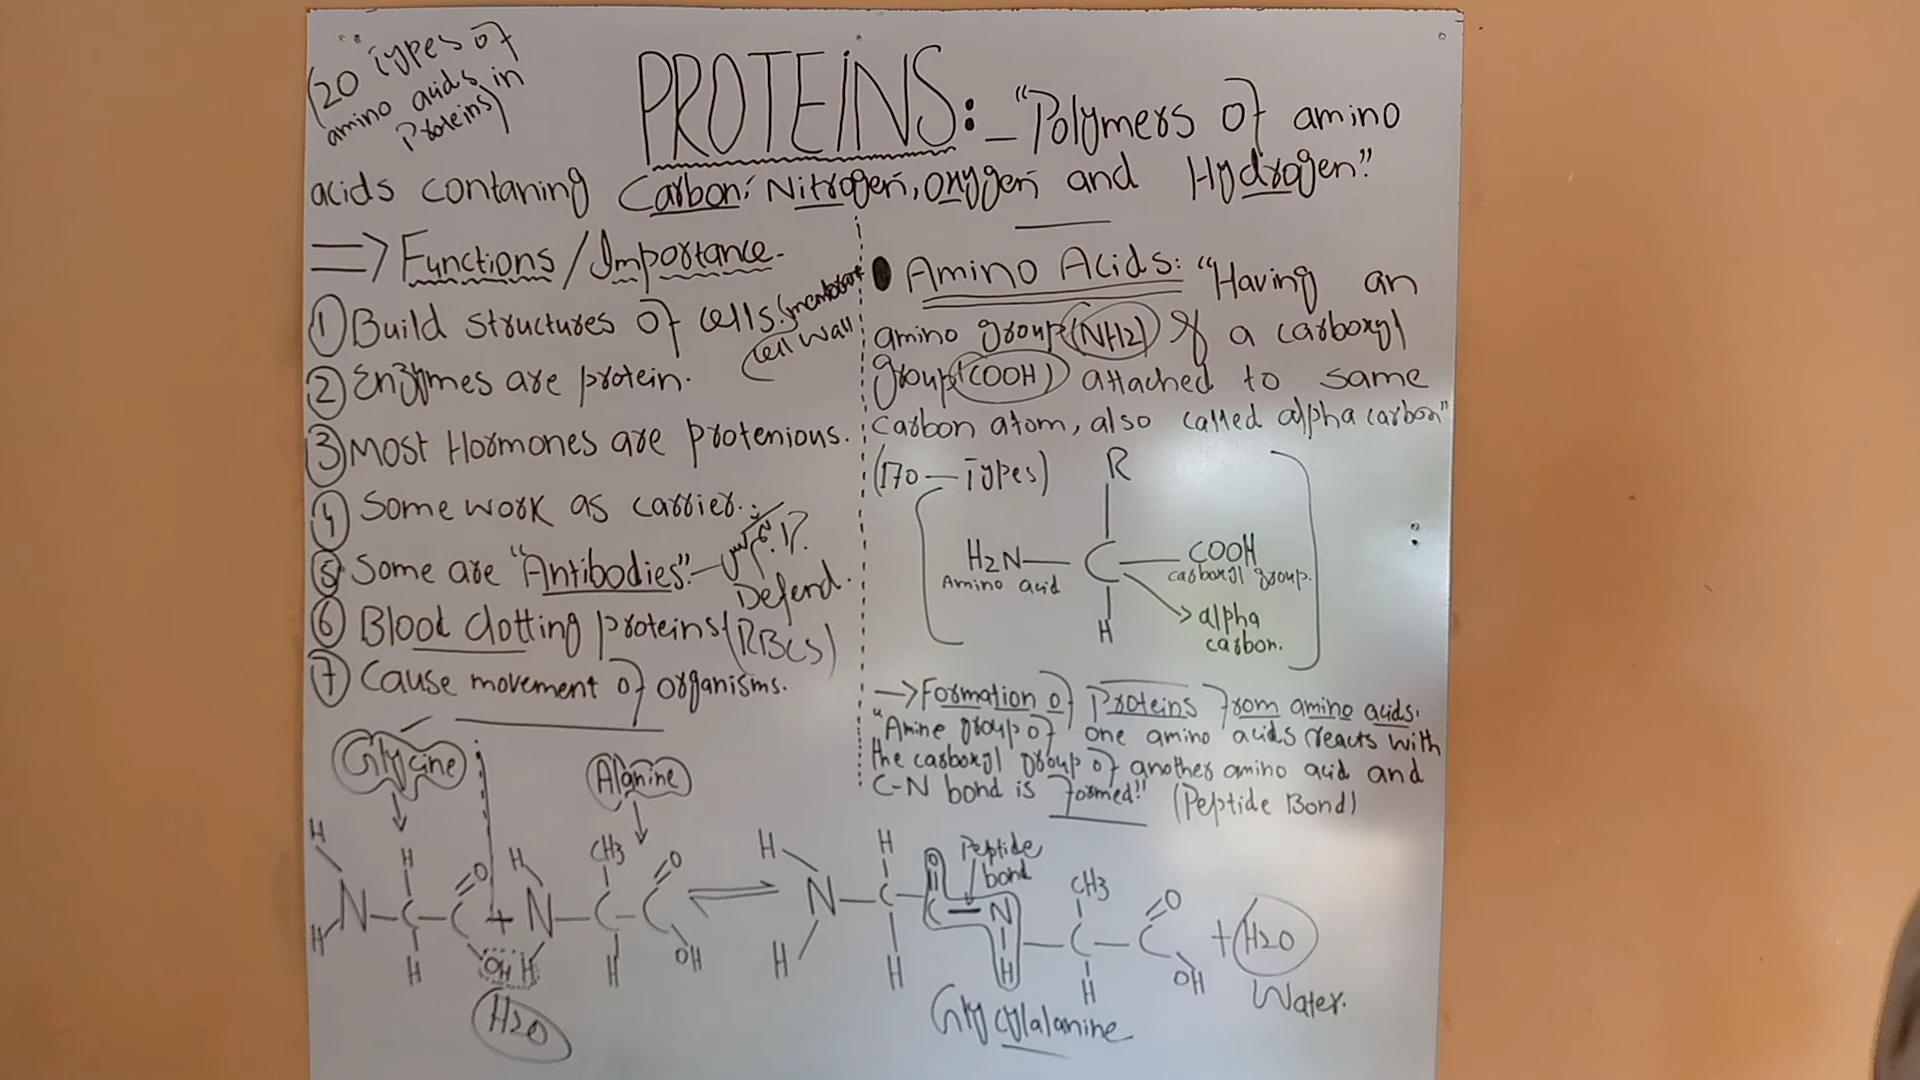 (20 Types of
amino acids in
Proteins)
PROTEINS:- "Polymers of amino
acids contaning Carbon, Nitrogen, oxygen and Hydrogen."
=> Functions/Importance.
① Build structures of cells. (membrane
cell wall
② Enzymes are protein.
③ Most Hormones are protenious.
④ Some work as carrier.
⑤ Some are "Antibodies".
Defend.
⑥ Blood clotting proteins (RBCs)
⑦ Cause movement of organisms.
● Amino Acids: "Having an
amino group (NH2) & a carboxyl
group (COOH) attached to same
carbon atom, also called alpha carbon"
(170 - Types)
R
H2N - C - COOH
Amino acid
carboxyl group.
H
alpha
carbon.
→ Formation of Proteins from amino acids.
"Amine group of one amino acids reacts with
the carboxyl group of another amino acid and
C-N bond is formed!" (Peptide Bond)
Glycine
Alanine
H H H CH3 O
O
N-C-C + N-C-C
H H OH H H OH
H2O
H H O Peptide
bond
CH3 O
N-C-C-N-C-C + H2O
H H H H OH
Water.
Glycylalanine